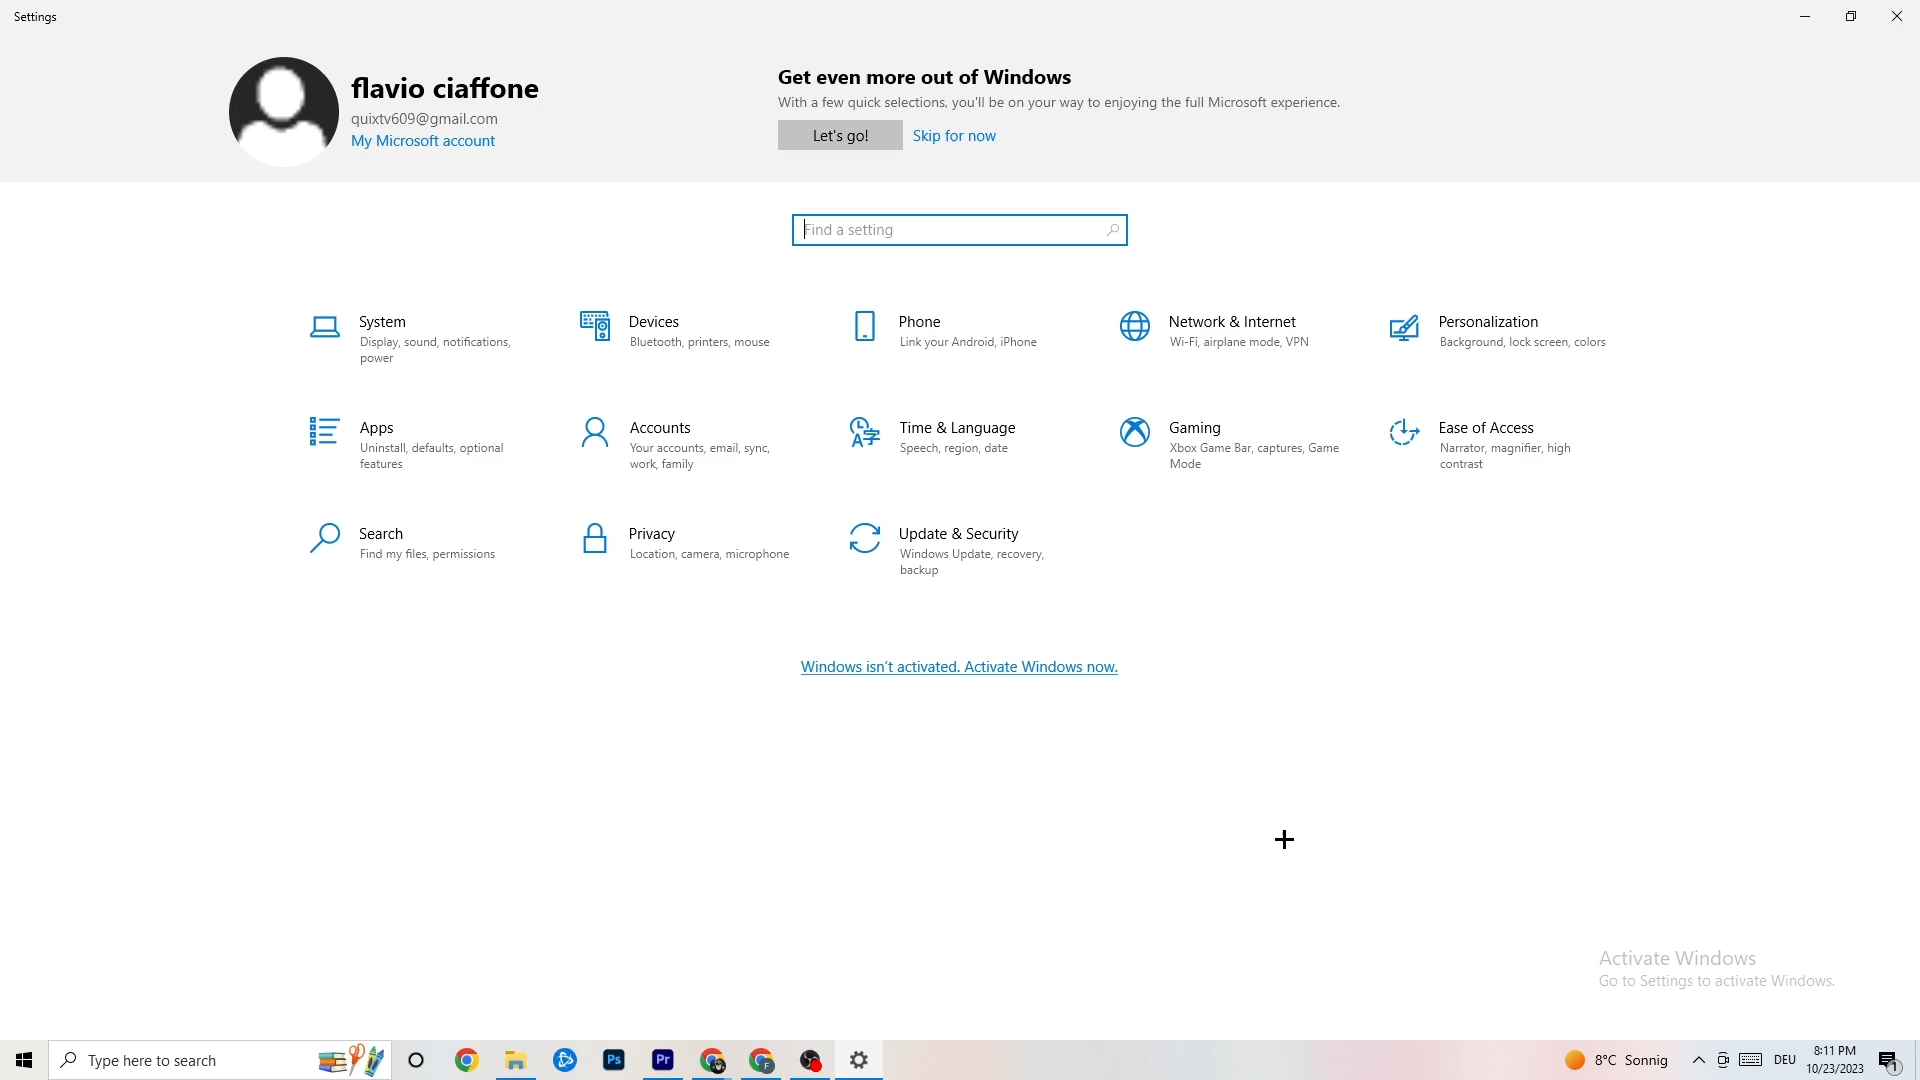 Settings
flavio ciaffone
quixtv609@gmail.com
My Microsoft account
Get even more out of Windows
With a few quick selections, you'll be on your way to enjoying the full Microsoft experience.
Let's go!
Skip for now
Find a setting
System
Display, sound, notifications,
power
Devices
Bluetooth, printers, mouse
Phone
Link your Android, iPhone
Network & Internet
Wi-Fi, airplane mode, VPN
Personalization
Background, lock screen, colors
Apps
Uninstall, defaults, optional
features
Accounts
Your accounts, email, sync,
work, family
Time & Language
Speech, region, date
Gaming
Xbox Game Bar, captures, Game
Mode
Ease of Access
Narrator, magnifier, high
contrast
Search
Find my files, permissions
Privacy
Location, camera, microphone
Update & Security
Windows Update, recovery,
backup
Windows isn't activated. Activate Windows now.
Activate Windows
Go to Settings to activate Windows.
Type here to search
Ps
Pr
F
8°C Sonnig
DEU
8:11 PM
10/23/2023
1